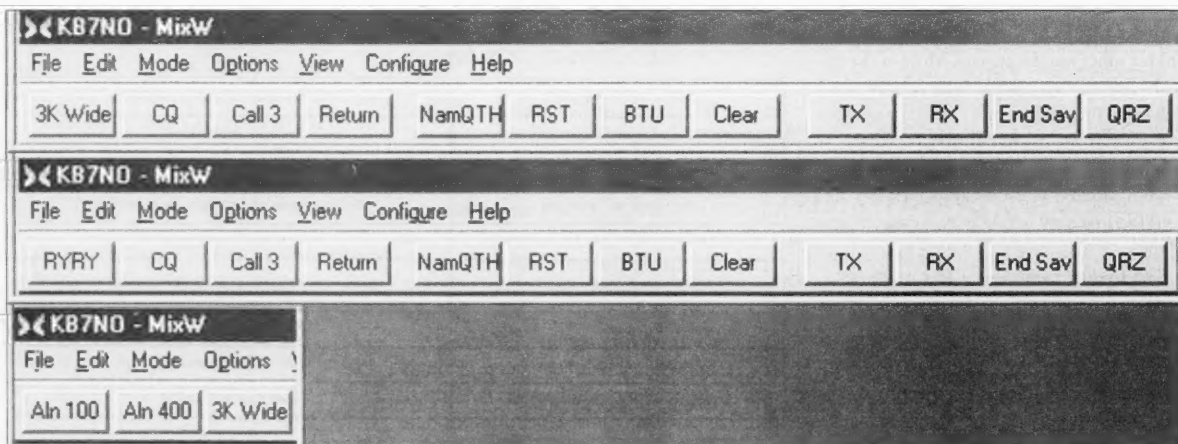 KB7NO - MixW
File Edit Mode Options View Configure Help
3K Wide CQ Call 3 Return NamQTH RST BTU Clear TX RX End Sav QRZ
KB7NO - MixW
File Edit Mode Options View Configure Help
RYRY CQ Call 3 Return NamQTH RST BTU Clear TX RX End Sav QRZ
KB7NO - MixW
File Edit Mode Options
Aln 100 Aln 400 3K Wide